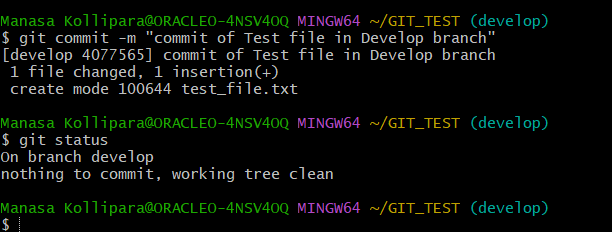 Manasa Kollipara@ORACLEO-4NSV4OQ MINGW64 ~/GIT_TEST (develop)
$ git commit -m "commit of Test file in Develop branch"
[develop 4077565] commit of Test file in Develop branch
 1 file changed, 1 insertion(+)
 create mode 100644 test_file.txt

Manasa Kollipara@ORACLEO-4NSV4OQ MINGW64 ~/GIT_TEST (develop)
$ git status
On branch develop
nothing to commit, working tree clean

Manasa Kollipara@ORACLEO-4NSV4OQ MINGW64 ~/GIT_TEST (develop)
$